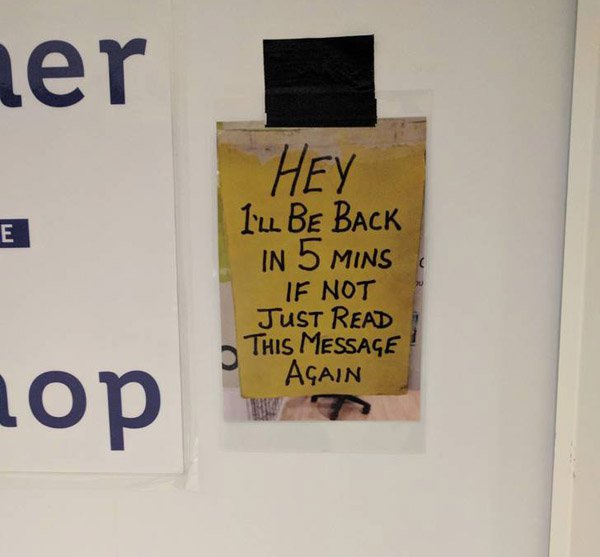 er
E
op
HEY
I'LL BE BACK
IN 5 MINS
IF NOT
JUST READ
THIS MESSAGE
AGAIN